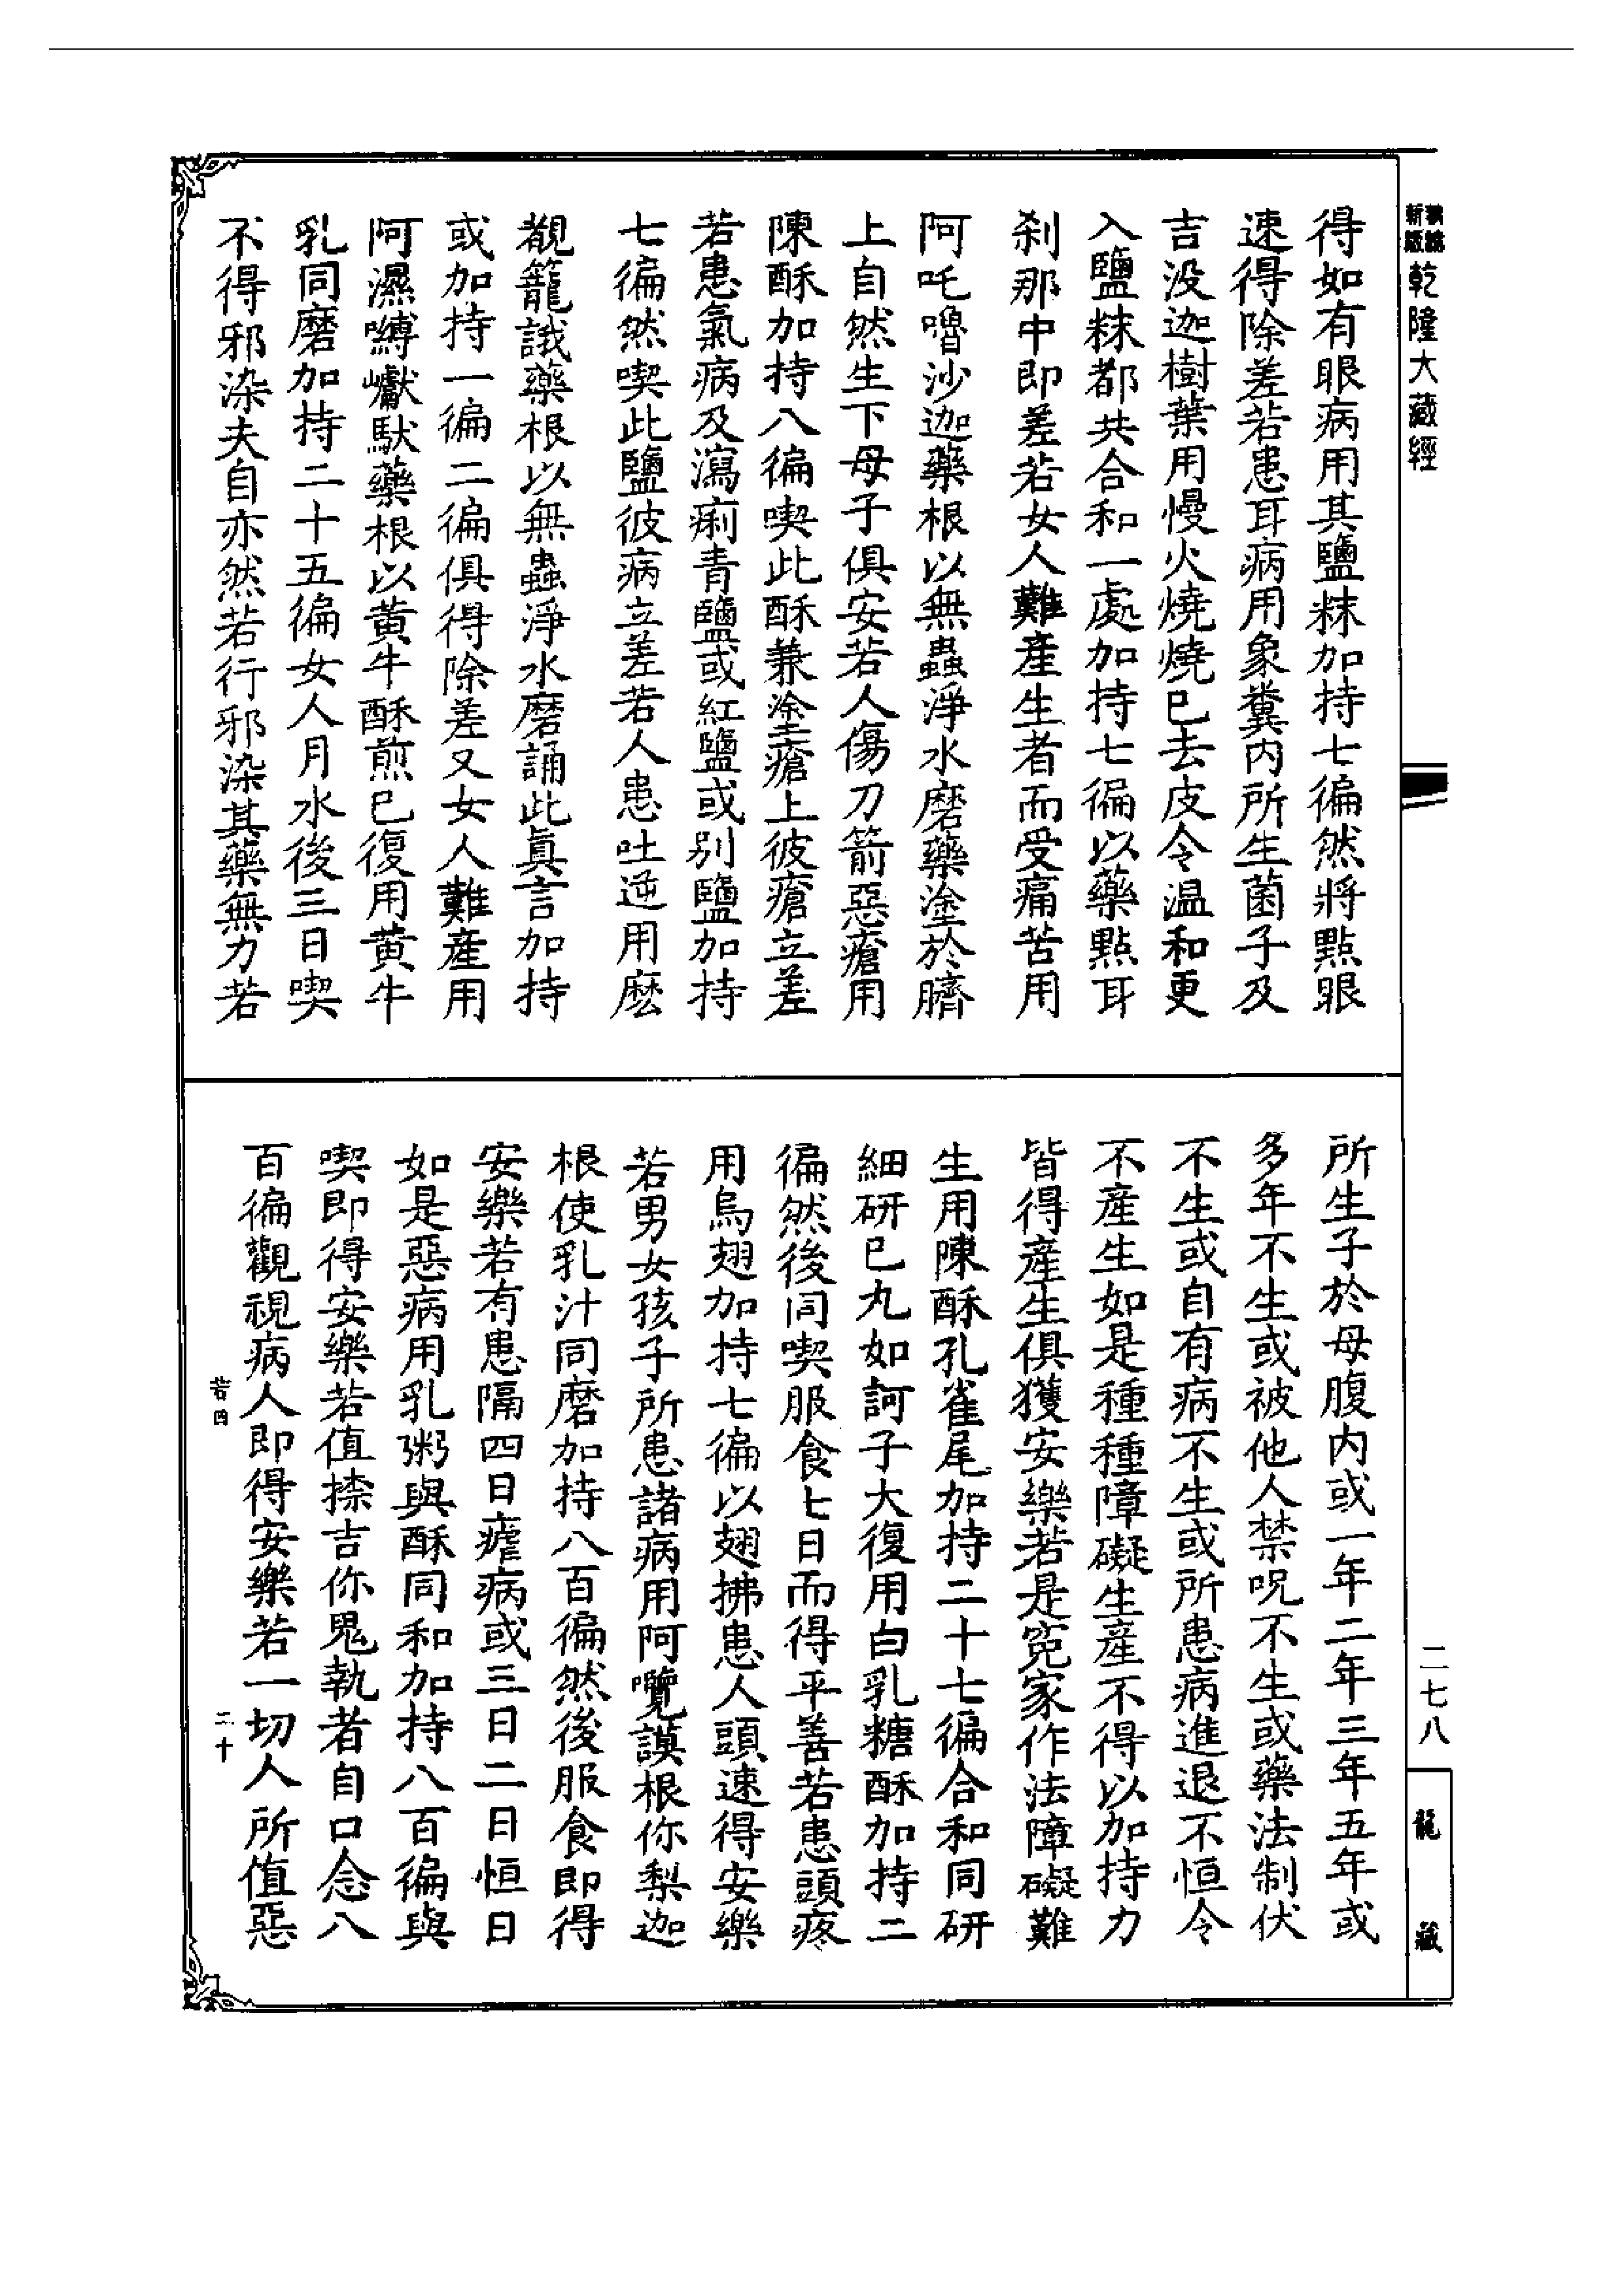 乾隆大藏經
得如有眼病用其鹽粖加持七徧然將點眼
速得除差若患耳病用象糞内所生菌子及
吉没迦樹葉用慢火燒燒已去皮令温和更
入鹽粖都共合和一處加持七徧以藥點耳
刹那中即差若女人難產生者而受痛苦用
阿吒嚕沙迦藥根以無蟲淨水磨藥塗於臍
上自然生下母子俱安若人傷刀箭惡瘡用
陳酥加持八徧喫此酥兼塗瘡上彼瘡立差
若患氣病及瀉痢青鹽或紅鹽或别鹽加持
七徧然喫此鹽彼病立差若人患吐逆用麽
覩籠誐藥根以無蟲淨水磨誦此眞言加持
或加持一徧二徧俱得除差又女人難産用
阿濕嚩巘馱藥根以黃牛酥煎已復用黃牛
乳同磨加持二十五徧女人月水後三日喫
不得邪染夫自亦然若行邪染其藥無力若
所生子於母腹内或一年二年三年五年或
多年不生或被他人禁呪不生或藥法制伏
不生或自有病不生或所患病進退不恒令
不産生如是種種障礙生産不得以加持力
皆得産生俱獲安樂若是寃家作法障礙難
生用陳酥孔雀尾加持二十七徧合和同研
細研已丸如訶子大復用白乳糖酥加持二
徧然後同喫服食七日而得平善若患頭疼
用烏翅加持七徧以翅拂患人頭速得安樂
若男女孩子所患諸病用阿囕謨根你梨迦
根使乳汁同磨加持八百徧然後服食即得
安樂若有患隔四日瘧病或三日二日恒日
如是惡病用乳粥與酥同和加持八百徧與
喫即得安樂若值捺吉你鬼執者自口念八
百徧觀視病人即得安樂若一切人所值惡
二十
二七八
龍藏